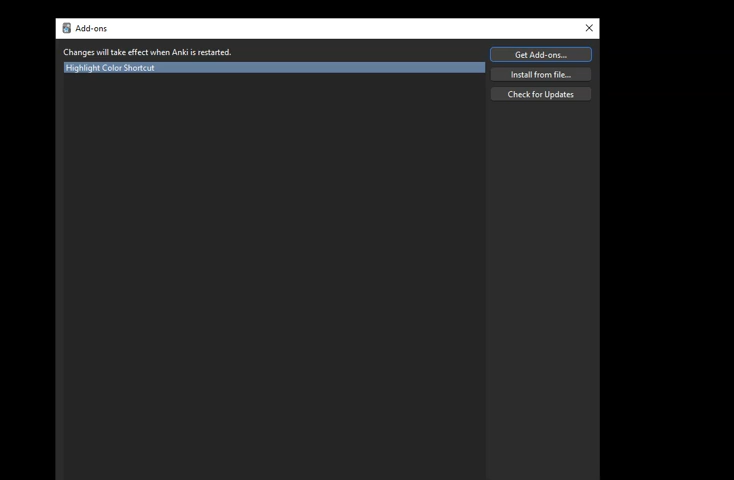 Add-ons
Changes will take effect when Anki is restarted.
Highlight Color Shortcut
Get Add-ons...
Install from file...
Check for Updates